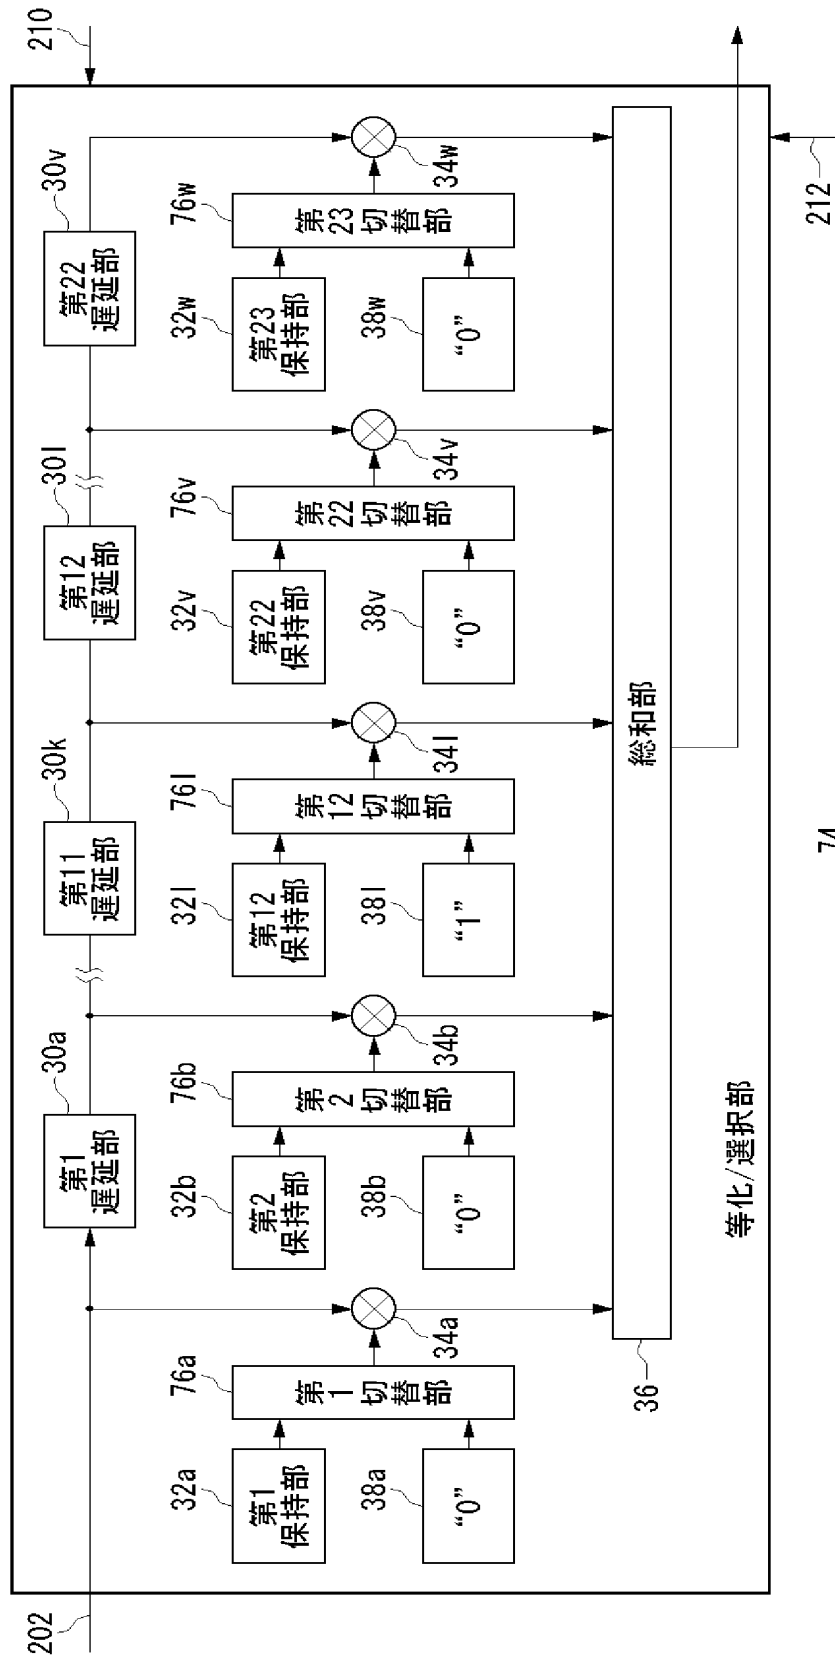 202
210
第1
遅延部
30a
第11
遅延部
30k
第12
遅延部
30l
第22
遅延部
30v
32a
第1
保持部
76a
第1切替部
38a
“0”
34a
32b
第2
保持部
76b
第2切替部
38b
“0”
34b
32l
第12
保持部
76l
第12切替部
38l
“1”
34l
32v
第22
保持部
76v
第22切替部
38v
“0”
34v
32w
第23
保持部
76w
第23切替部
38w
“0”
34w
36
総和部
等化/選択部
212
74